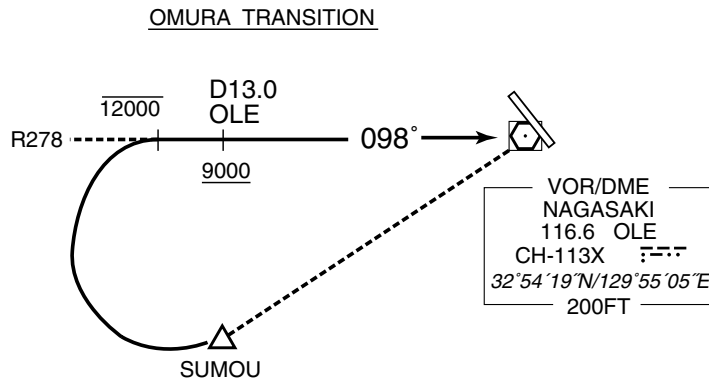 OMURA TRANSITION
D13.0
OLE
12000
R278
098°
9000
VOR/DME
NAGASAKI
116.6 OLE
CH-113X
32°54´19˝N/129°55´05˝E
200FT
SUMOU